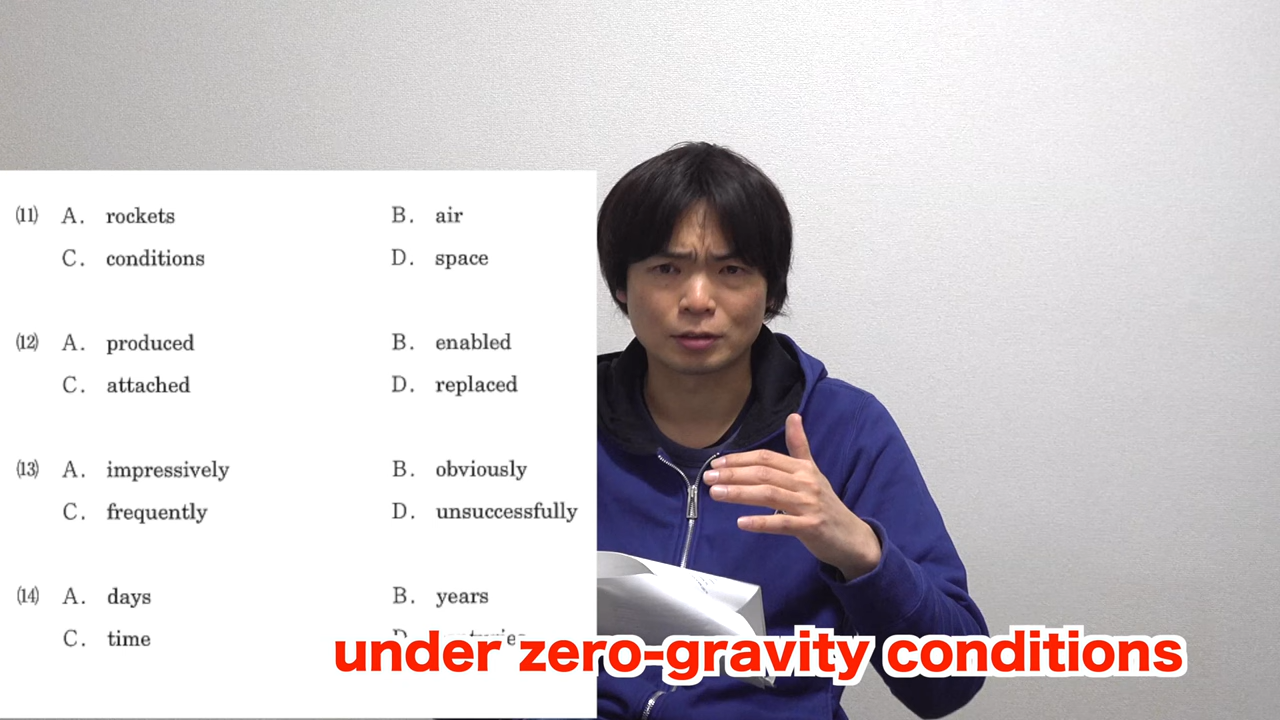 (11) A. rockets B. air
C. conditions D. space
(12) A. produced B. enabled
C. attached D. replaced
(13) A. impressively B. obviously
C. frequently D. unsuccessfully
(14) A. days B. years
C. time
under zero-gravity conditions